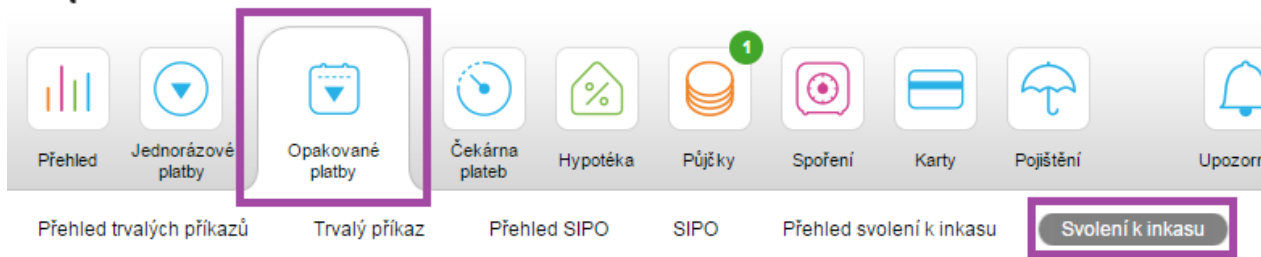 1
Přehled
Jednorázové
platby
Opakované
platby
Čekárna
plateb
Hypotéka
Půjčky
Spoření
Karty
Pojištění
Přehled trvalých příkazů
Trvalý příkaz
Přehled SIPO
SIPO
Přehled svolení k inkasu
Svolení k inkasu